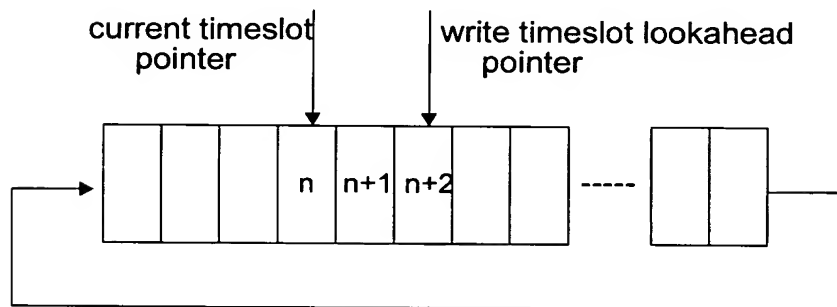 current timeslot
pointer
write timeslot lookahead
pointer
n n+1 n+2